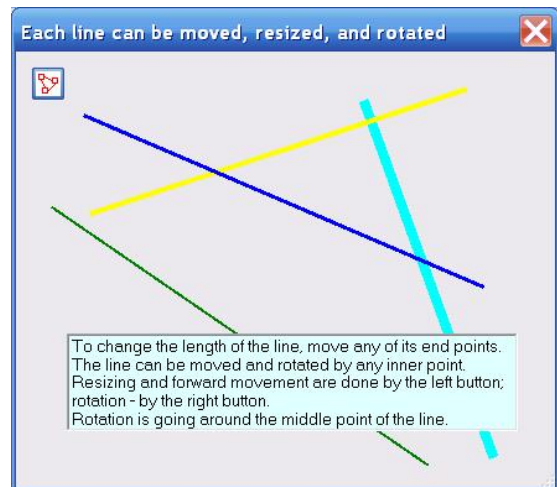 Each line can be moved, resized, and rotated
To change the length of the line, move any of its end points.
The line can be moved and rotated by any inner point.
Resizing and forward movement are done by the left button;
rotation - by the right button.
Rotation is going around the middle point of the line.